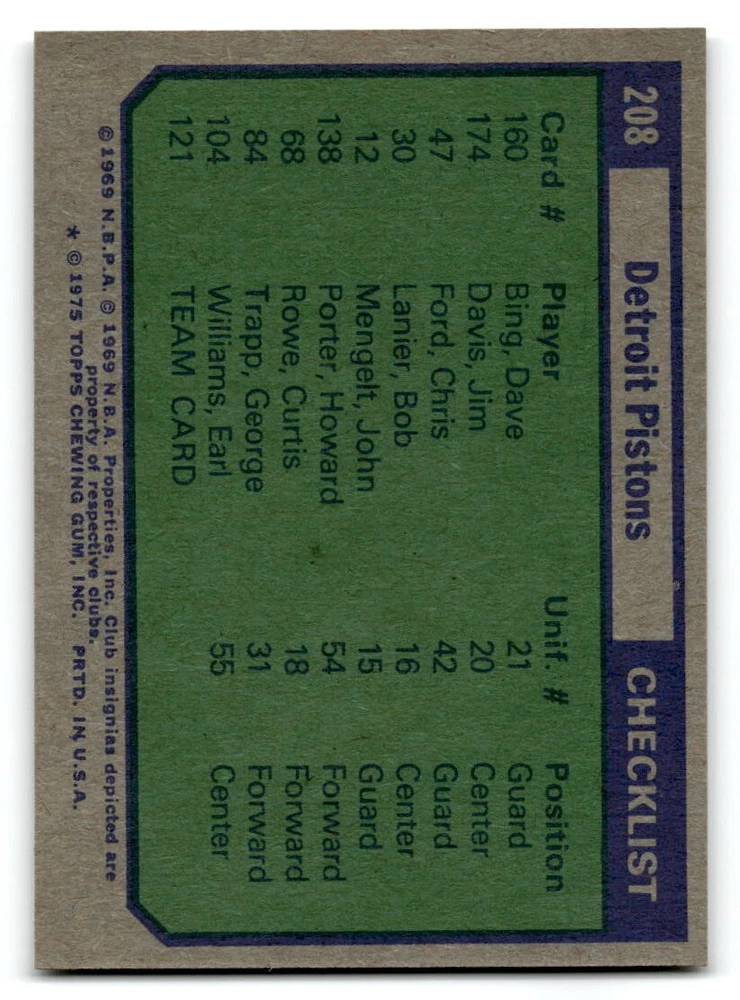 208 Detroit Pistons CHECKLIST
Card # Player Unif. # Position
160 Bing, Dave 21 Guard
174 Davis, Jim 20 Center
47 Ford, Chris 42 Guard
30 Lanier, Bob 16 Center
12 Mengelt, John 15 Guard
138 Porter, Howard 54 Forward
68 Rowe, Curtis 18 Forward
84 Trapp, George 31 Forward
104 Williams, Earl 55 Center
121 TEAM CARD
©1969 N.B.P.A. ©1969 N.B.A. Properties, Inc. Club insignias depicted are
property of respective clubs.
* © 1975 TOPPS CHEWING GUM, INC. PRTD. IN U.S.A.